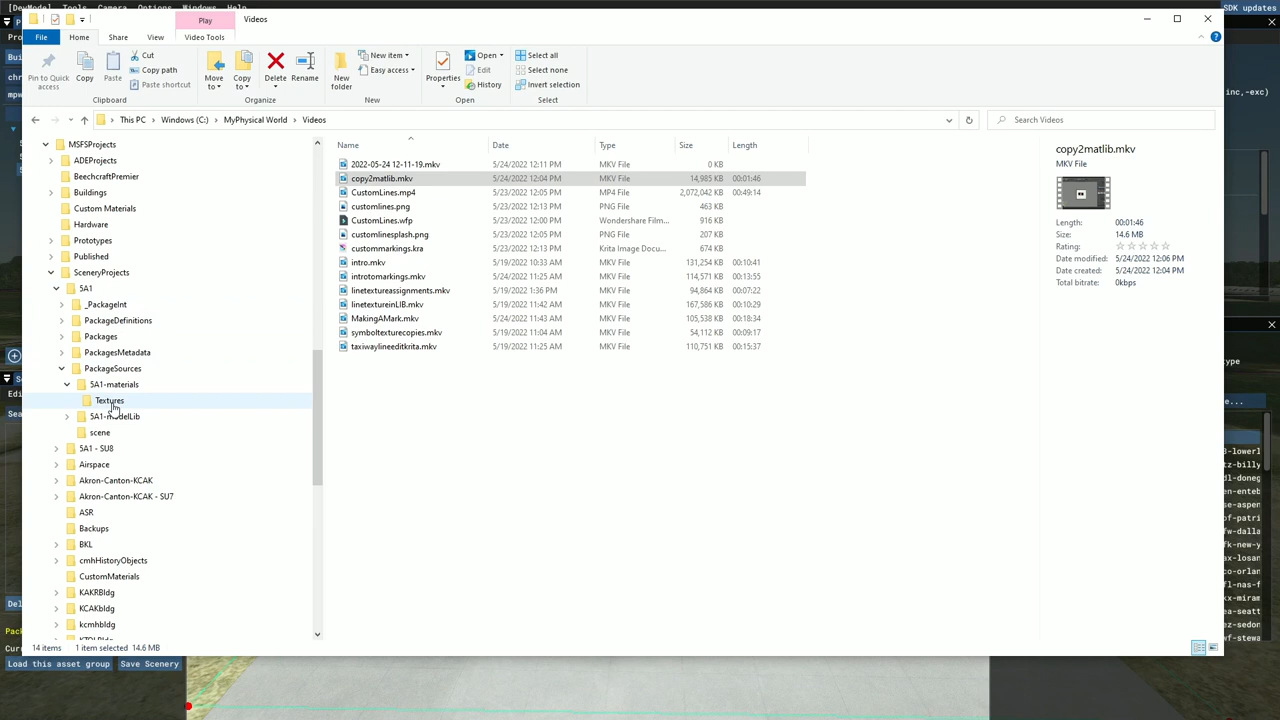 [DevMode] Tools Camera Options Windows Help
SDK updates
Play
Videos
File Home Share View Video Tools
Pin to Quick access
Copy
Paste
Cut
Copy path
Paste shortcut
Clipboard
Move to
Copy to
Delete
Rename
Organize
New folder
New item
Easy access
New
Properties
Open
Edit
History
Open
Select all
Select none
Invert selection
Select
inc,-exc)
This PC > Windows (C:) > MyPhysical World > Videos
Search Videos
MSFSProjects
ADEProjects
BeechcraftPremier
Buildings
Custom Materials
Hardware
Prototypes
Published
SceneryProjects
5A1
_PackageInt
PackageDefinitions
Packages
PackagesMetadata
PackageSources
5A1-materials
Textures
5A1-modelLib
scene
5A1 - SU8
Airspace
Akron-Canton-KCAK
Akron-Canton-KCAK - SU7
ASR
Backups
BKL
cmhHistoryObjects
CustomMaterials
KAKRBldg
KCAKbldg
kcmhbldg
Name Date Type Size Length
2022-05-24 12-11-19.mkv 5/24/2022 12:11 PM MKV File 0 KB
copy2matlib.mkv 5/24/2022 12:04 PM MKV File 14,985 KB 00:01:46
CustomLines.mp4 5/23/2022 12:05 PM MP4 File 2,072,042 KB 00:49:14
customlines.png 5/23/2022 12:13 PM PNG File 463 KB
CustomLines.wfp 5/23/2022 12:00 PM Wondershare Film... 916 KB
customlinesplash.png 5/23/2022 12:05 PM PNG File 207 KB
custommarkings.kra 5/23/2022 12:13 PM Krita Image Docu... 674 KB
intro.mkv 5/19/2022 10:33 AM MKV File 131,254 KB 00:10:41
introtomarkings.mkv 5/24/2022 11:25 AM MKV File 114,571 KB 00:13:55
linetextureassignments.mkv 5/19/2022 1:36 PM MKV File 94,864 KB 00:07:22
linetextureinLIB.mkv 5/19/2022 11:42 AM MKV File 167,586 KB 00:10:29
MakingAMark.mkv 5/24/2022 11:43 AM MKV File 105,538 KB 00:18:34
symboltexturecopies.mkv 5/19/2022 11:04 AM MKV File 54,112 KB 00:09:17
taxiwaylineeditkrita.mkv 5/19/2022 11:25 AM MKV File 110,751 KB 00:15:37
copy2matlib.mkv
MKV File
Length: 00:01:46
Size: 14.6 MB
Rating:
Date modified: 5/24/2022 12:06 PM
Date created: 5/24/2022 12:04 PM
Total bitrate: 0kbps
14 items 1 item selected 14.6 MB
Load this asset group Save Scenery